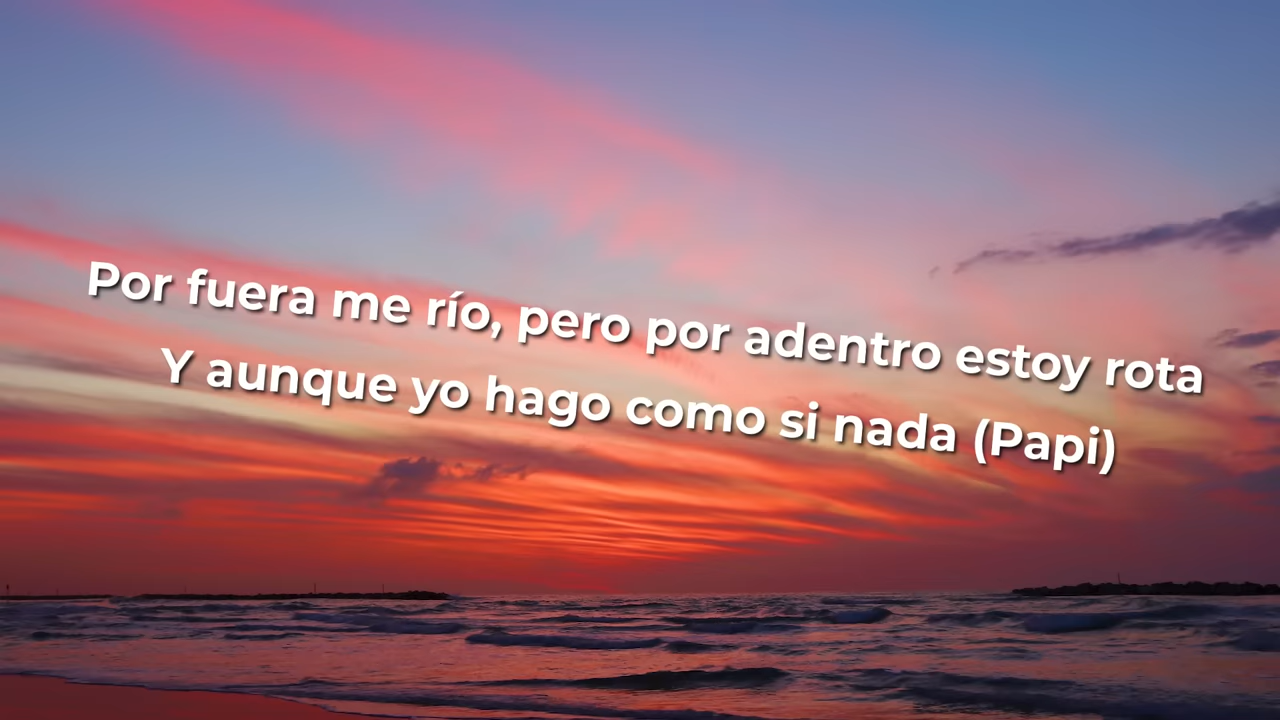 Por fuera me río, pero por adentro estoy rota
Y aunque yo hago como si nada (Papi)